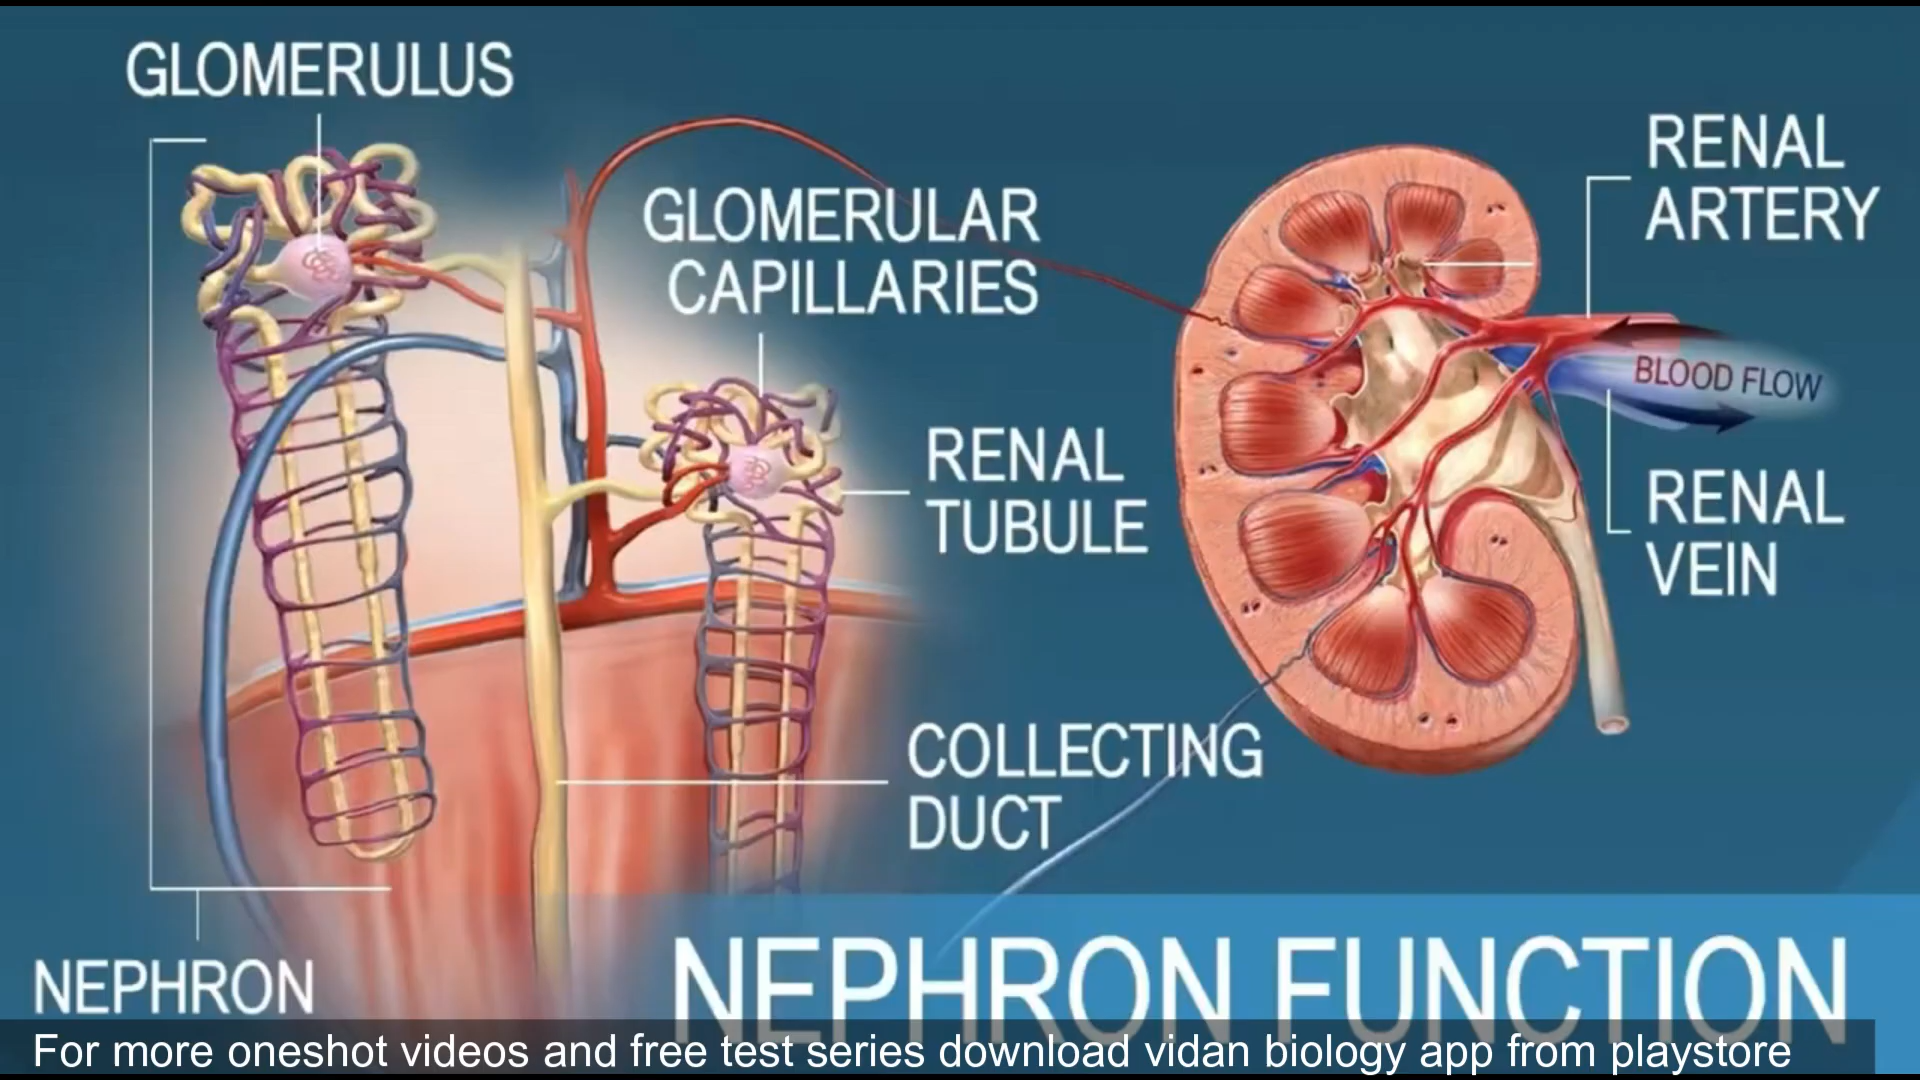 GLOMERULUS
GLOMERULAR
CAPILLARIES
RENAL
ARTERY
BLOOD FLOW
RENAL
TUBULE
RENAL
VEIN
COLLECTING
DUCT
NEPHRON
NEPHRON FUNCTION
For more oneshot videos and free test series download vidan biology app from playstore